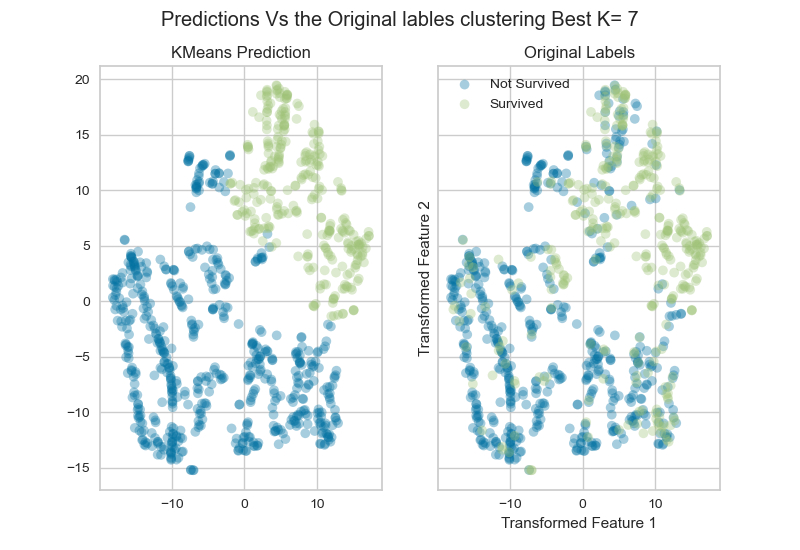 Predictions Vs the Original lables clustering Best K= 7
KMeans Prediction
20
15
10
5
0
−5
−10
−15
−10 0 10
Original Labels
Not Survived
Survived
Transformed Feature 2
−10 0 10
Transformed Feature 1